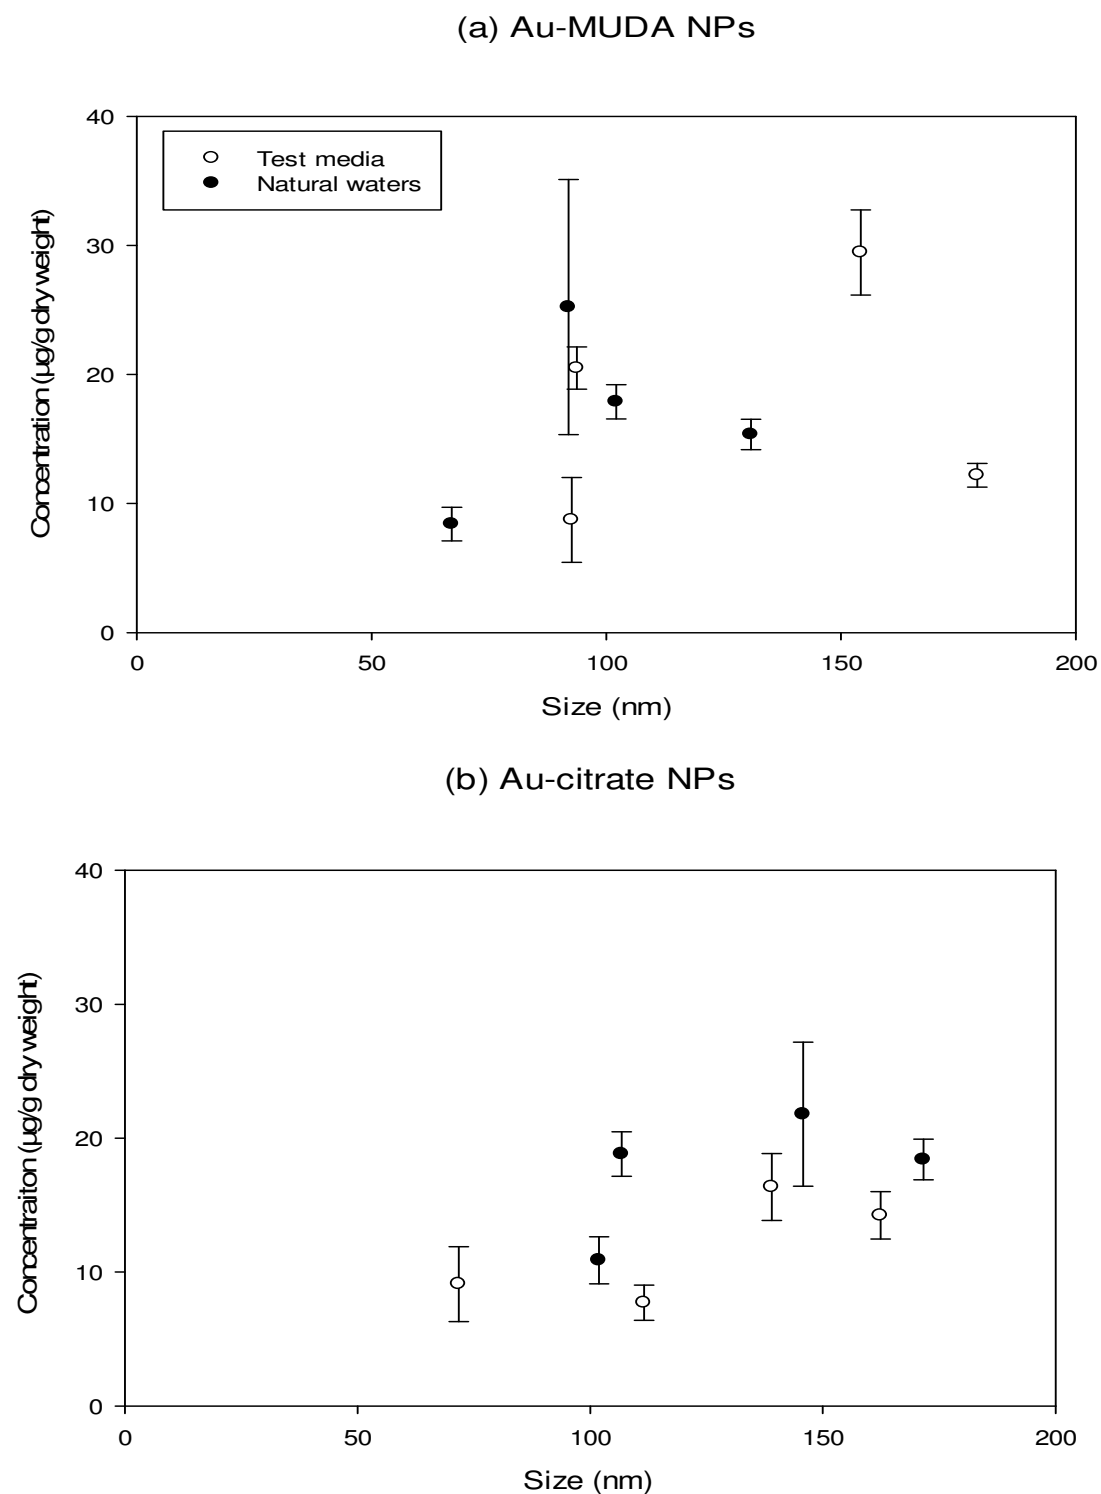 (a) Au-MUDA NPs
40
Test media
Natural waters
30
20
10
0
Concentration (µg/g dry weight)
0 50 100 150 200
Size (nm)
(b) Au-citrate NPs
40
30
20
10
0
Concentraiton (µg/g dry weight)
0 50 100 150 200
Size (nm)